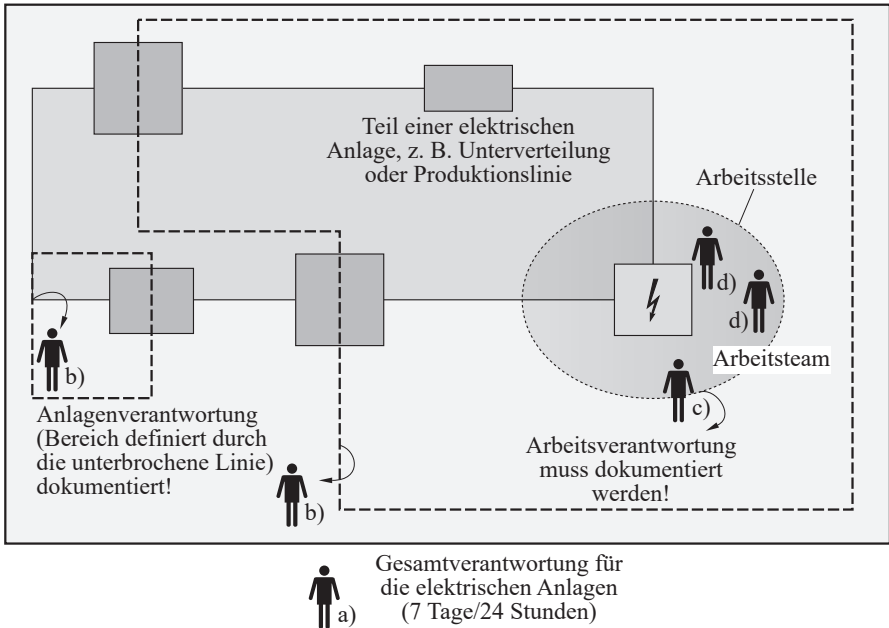 Teil einer elektrischen
Anlage, z. B. Unterverteilung
oder Produktionslinie
Arbeitsstelle
d)
d)
Arbeitsteam
b)
c)
Anlagenverantwortung
(Bereich definiert durch
die unterbrochene Linie)
dokumentiert!
Arbeitsverantwortung
muss dokumentiert
werden!
b)
Gesamtverantwortung für
die elektrischen Anlagen
(7 Tage/24 Stunden)
a)